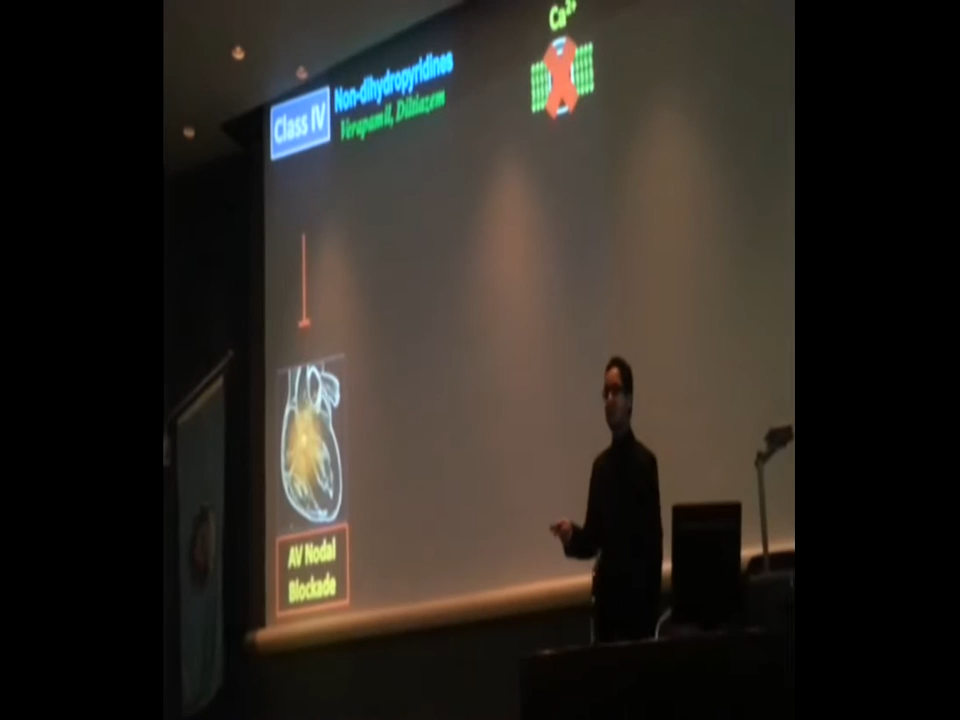 Ca²⁺
Class IV
Non-dihydropyridines
Verapamil, Diltiazem
AV Nodal
Blockade